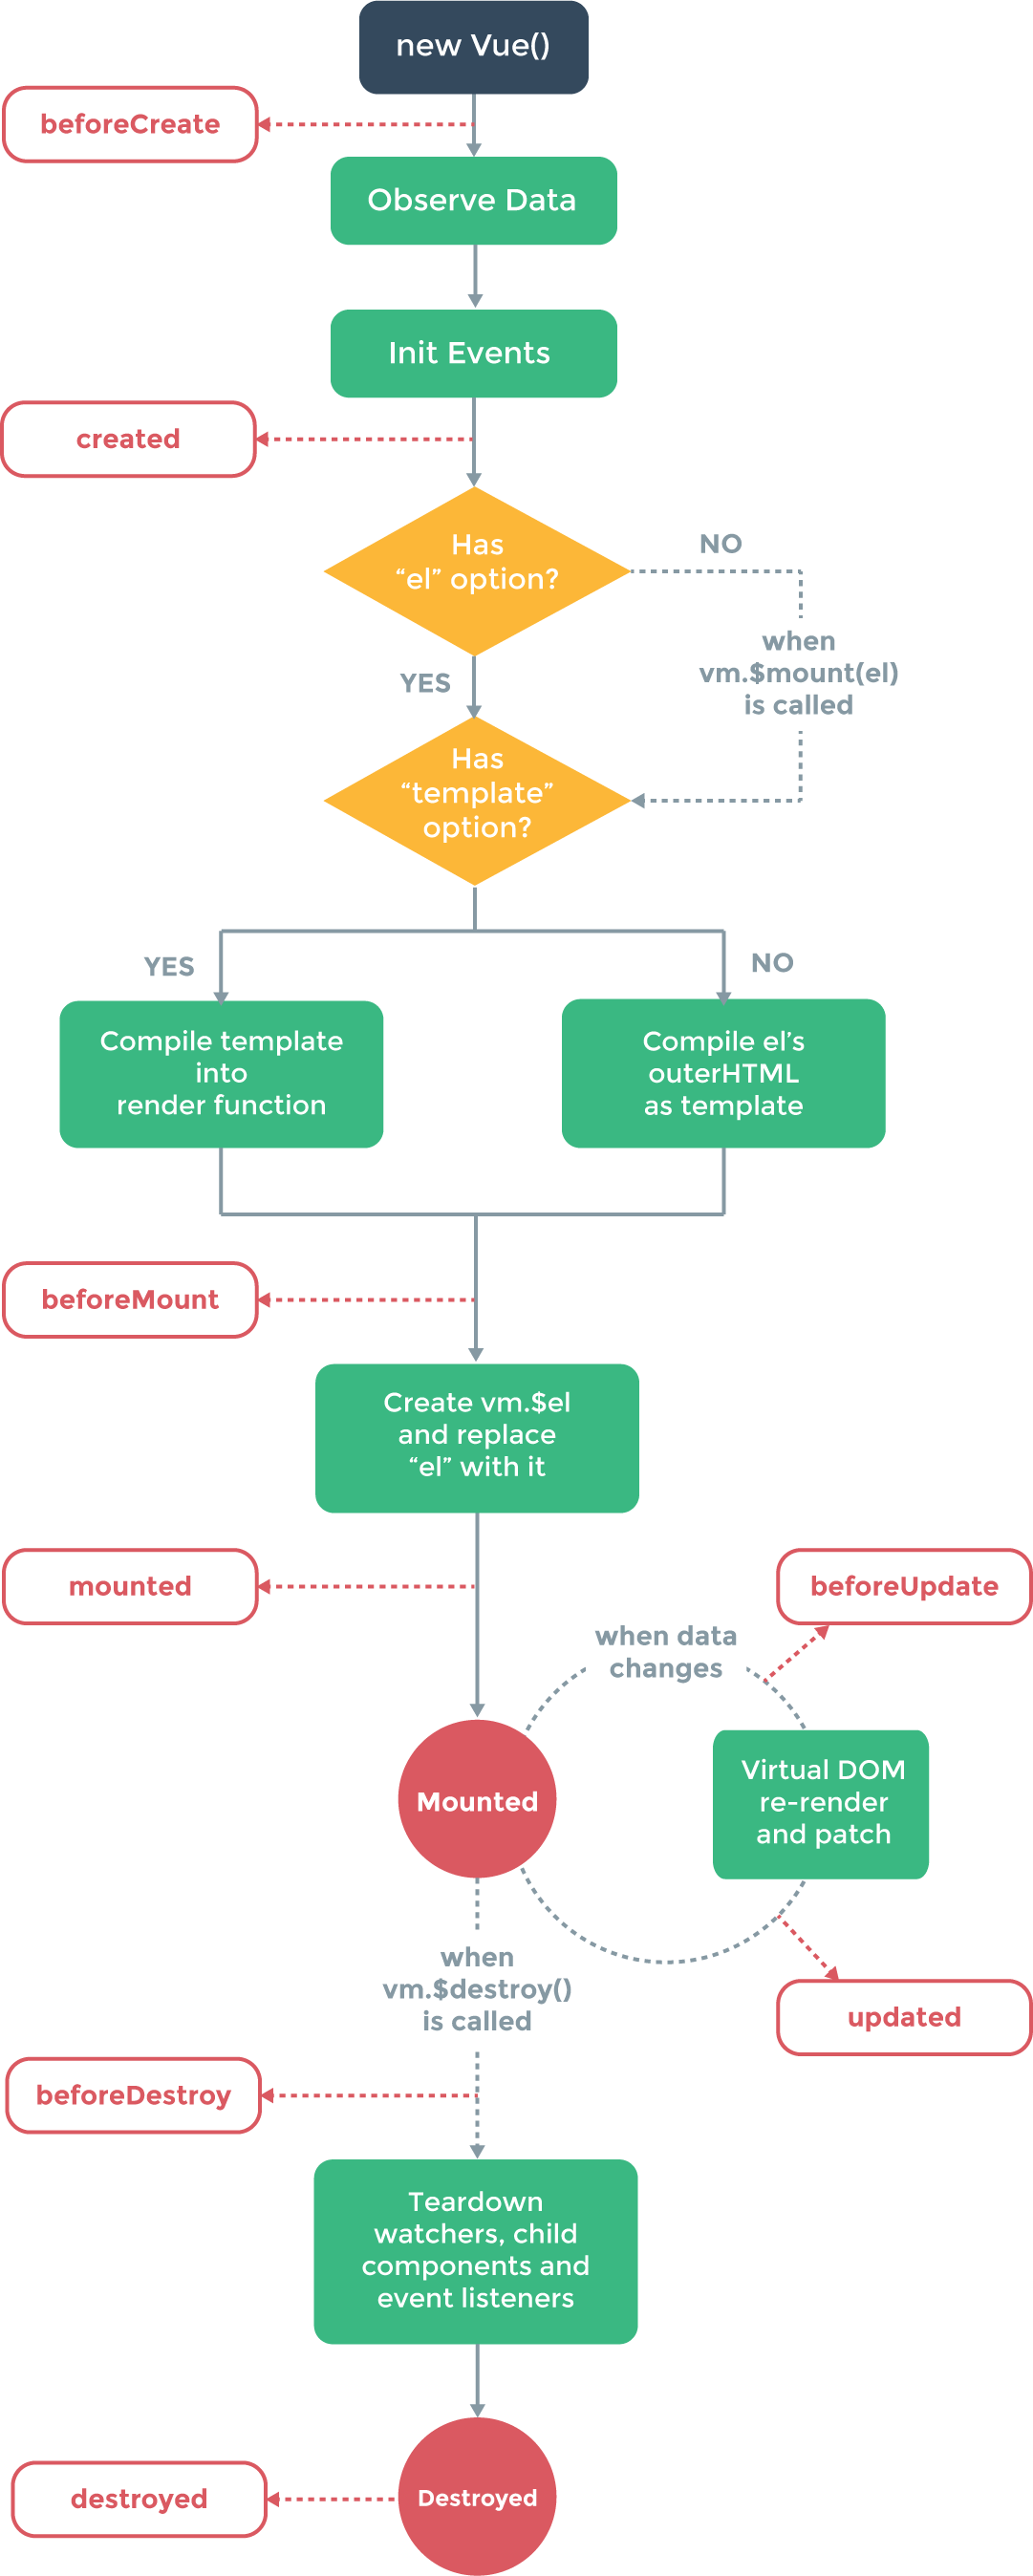 new Vue()
beforeCreate
Observe Data
Init Events
created
Has
“el” option?
NO
when
vm.$mount(el)
is called
YES
Has
“template”
option?
YES
NO
Compile template
into
render function
Compile el’s
outerHTML
as template
beforeMount
Create vm.$el
and replace
“el” with it
mounted
beforeUpdate
when data
changes
Mounted
Virtual DOM
re-render
and patch
when
vm.$destroy()
is called
updated
beforeDestroy
Teardown
watchers, child
components and
event listeners
destroyed
Destroyed